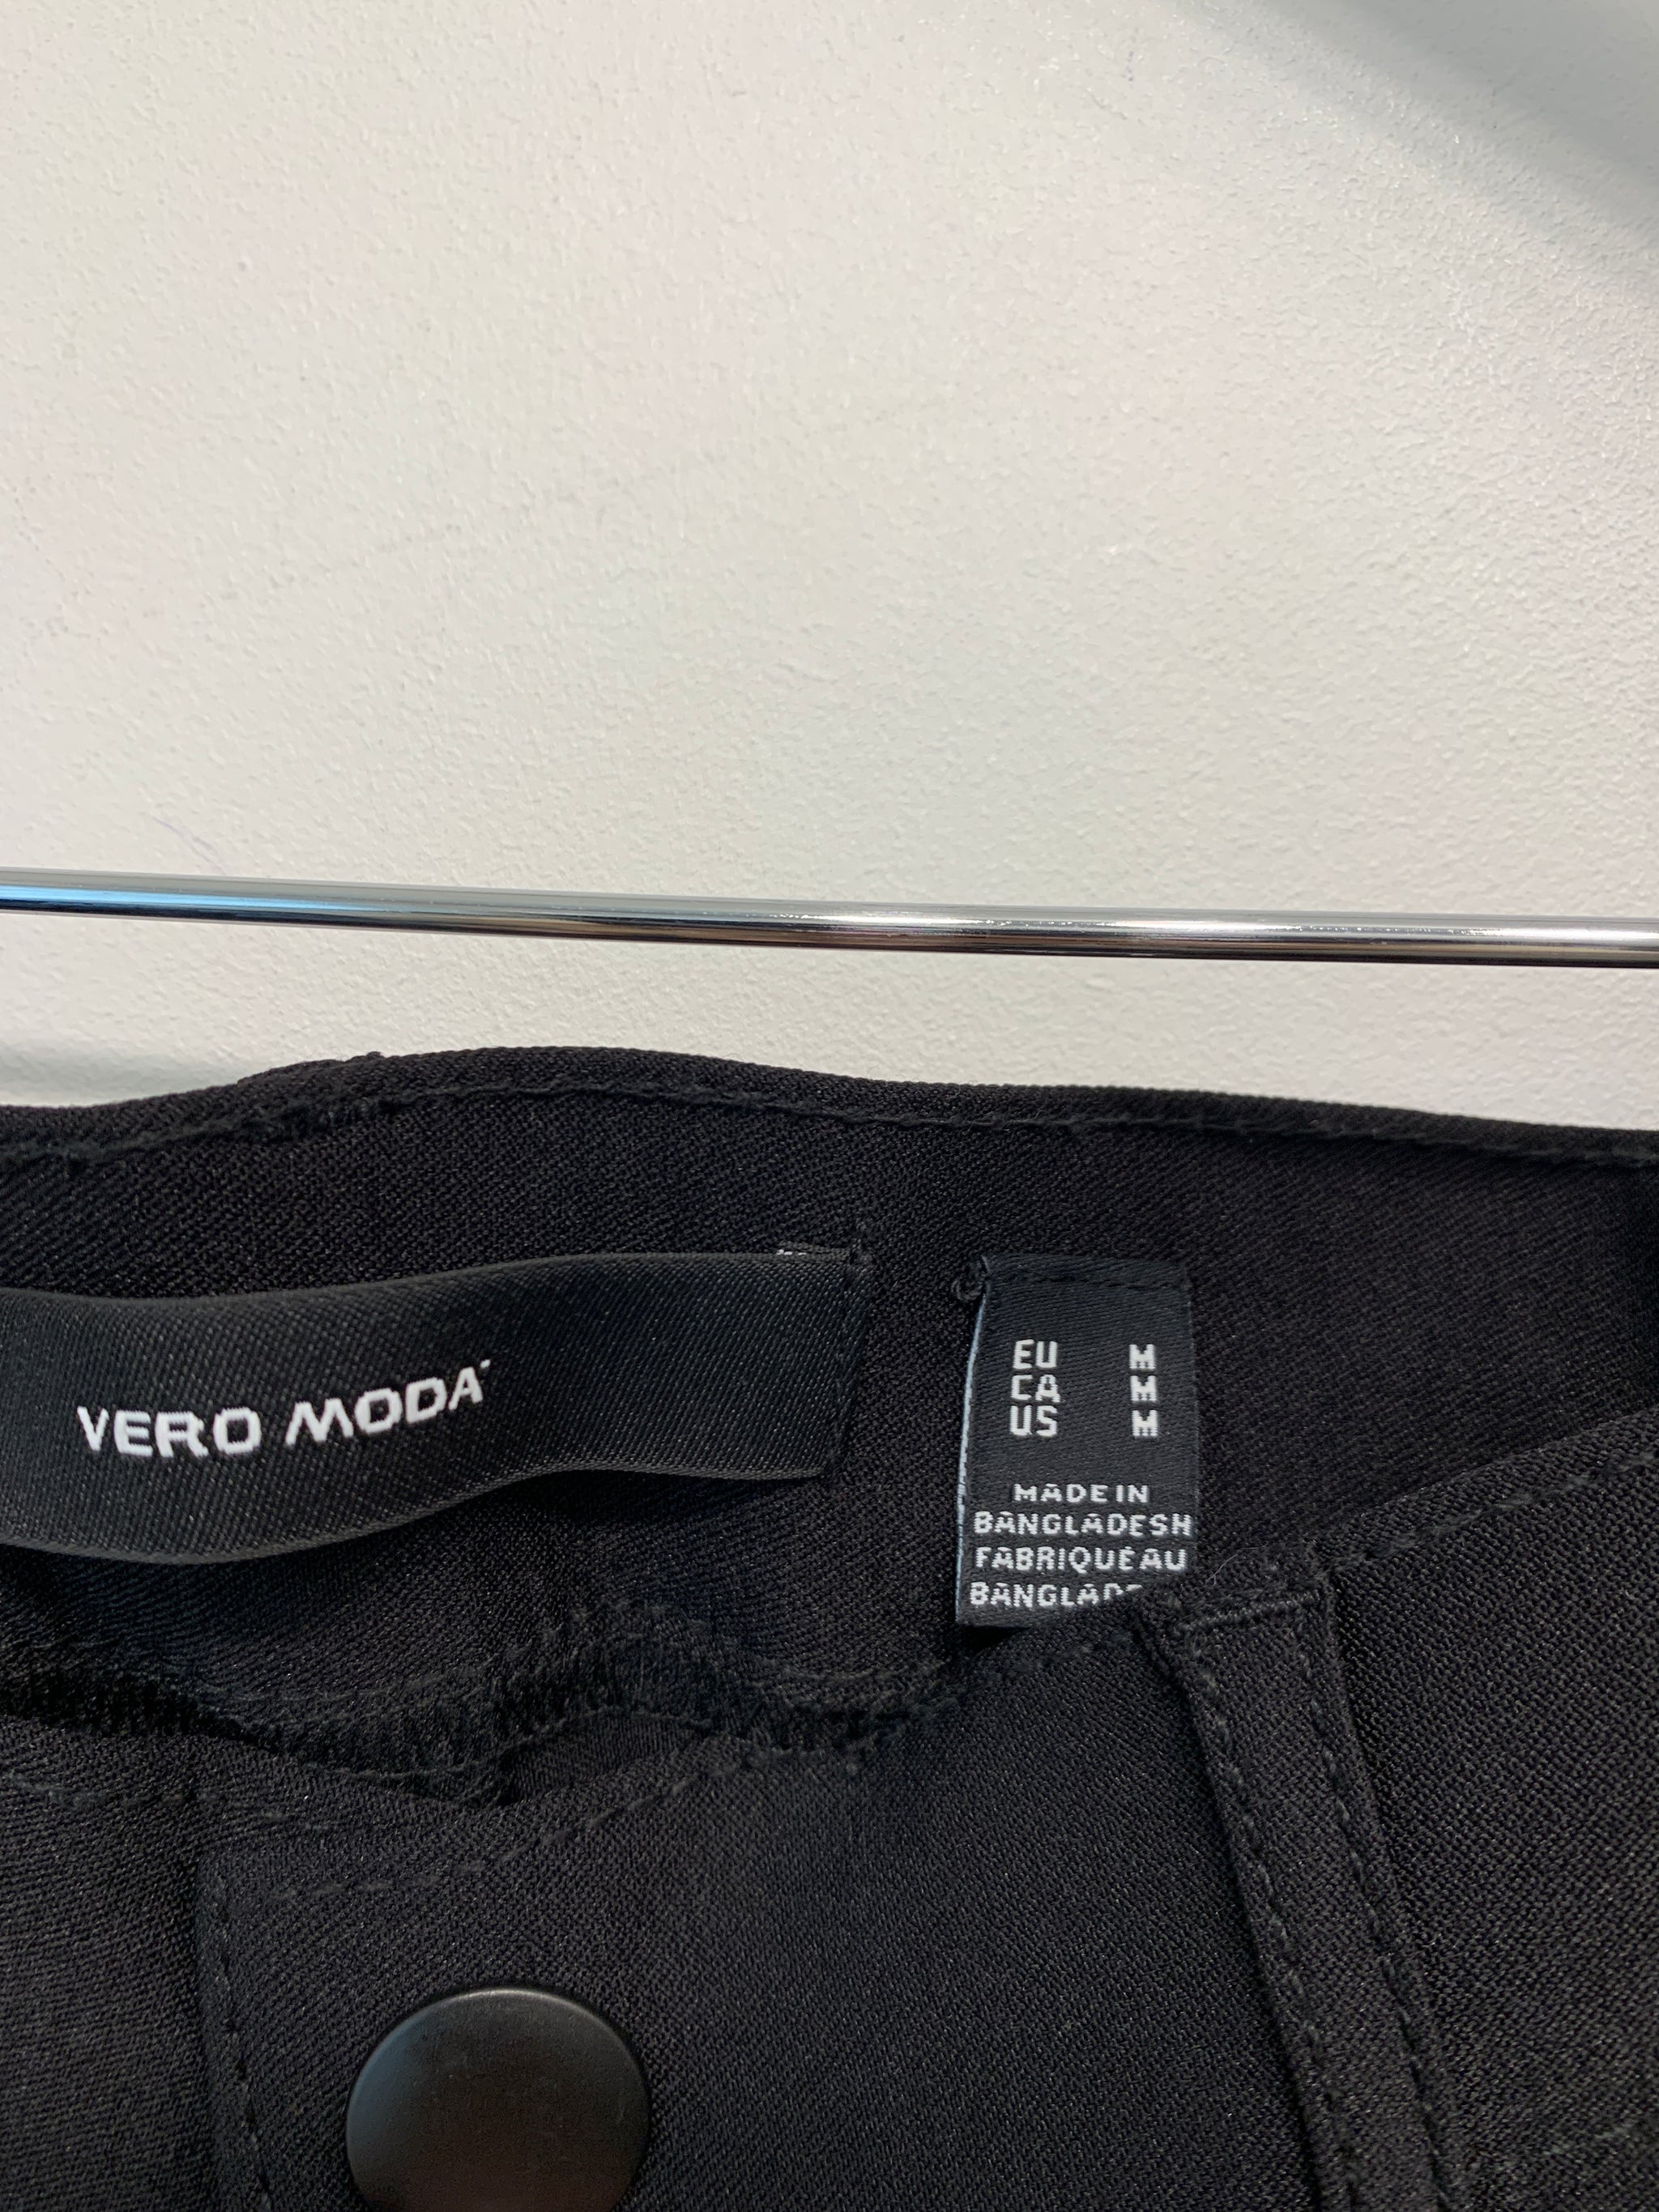 VERO MODA
EU M
CA M
US M
MADE IN
BANGLADESH
FABRIQUÉ AU